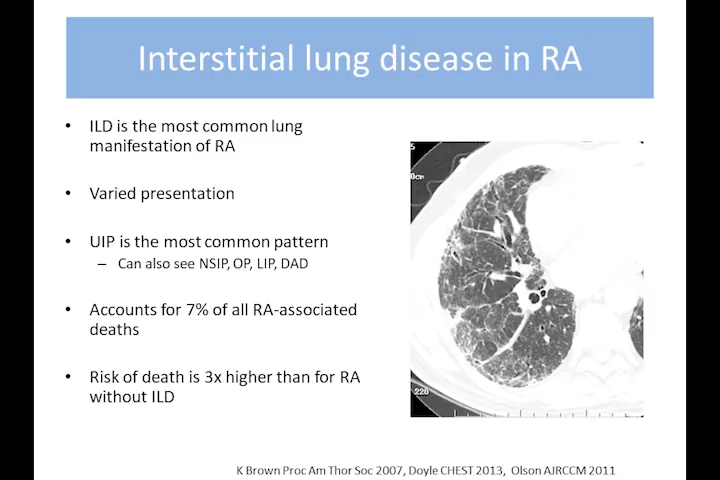 Interstitial lung disease in RA
• ILD is the most common lung
manifestation of RA
• Varied presentation
• UIP is the most common pattern
– Can also see NSIP, OP, LIP, DAD
• Accounts for 7% of all RA-associated
deaths
• Risk of death is 3x higher than for RA
without ILD
220
K Brown Proc Am Thor Soc 2007, Doyle CHEST 2013, Olson AJRCCM 2011